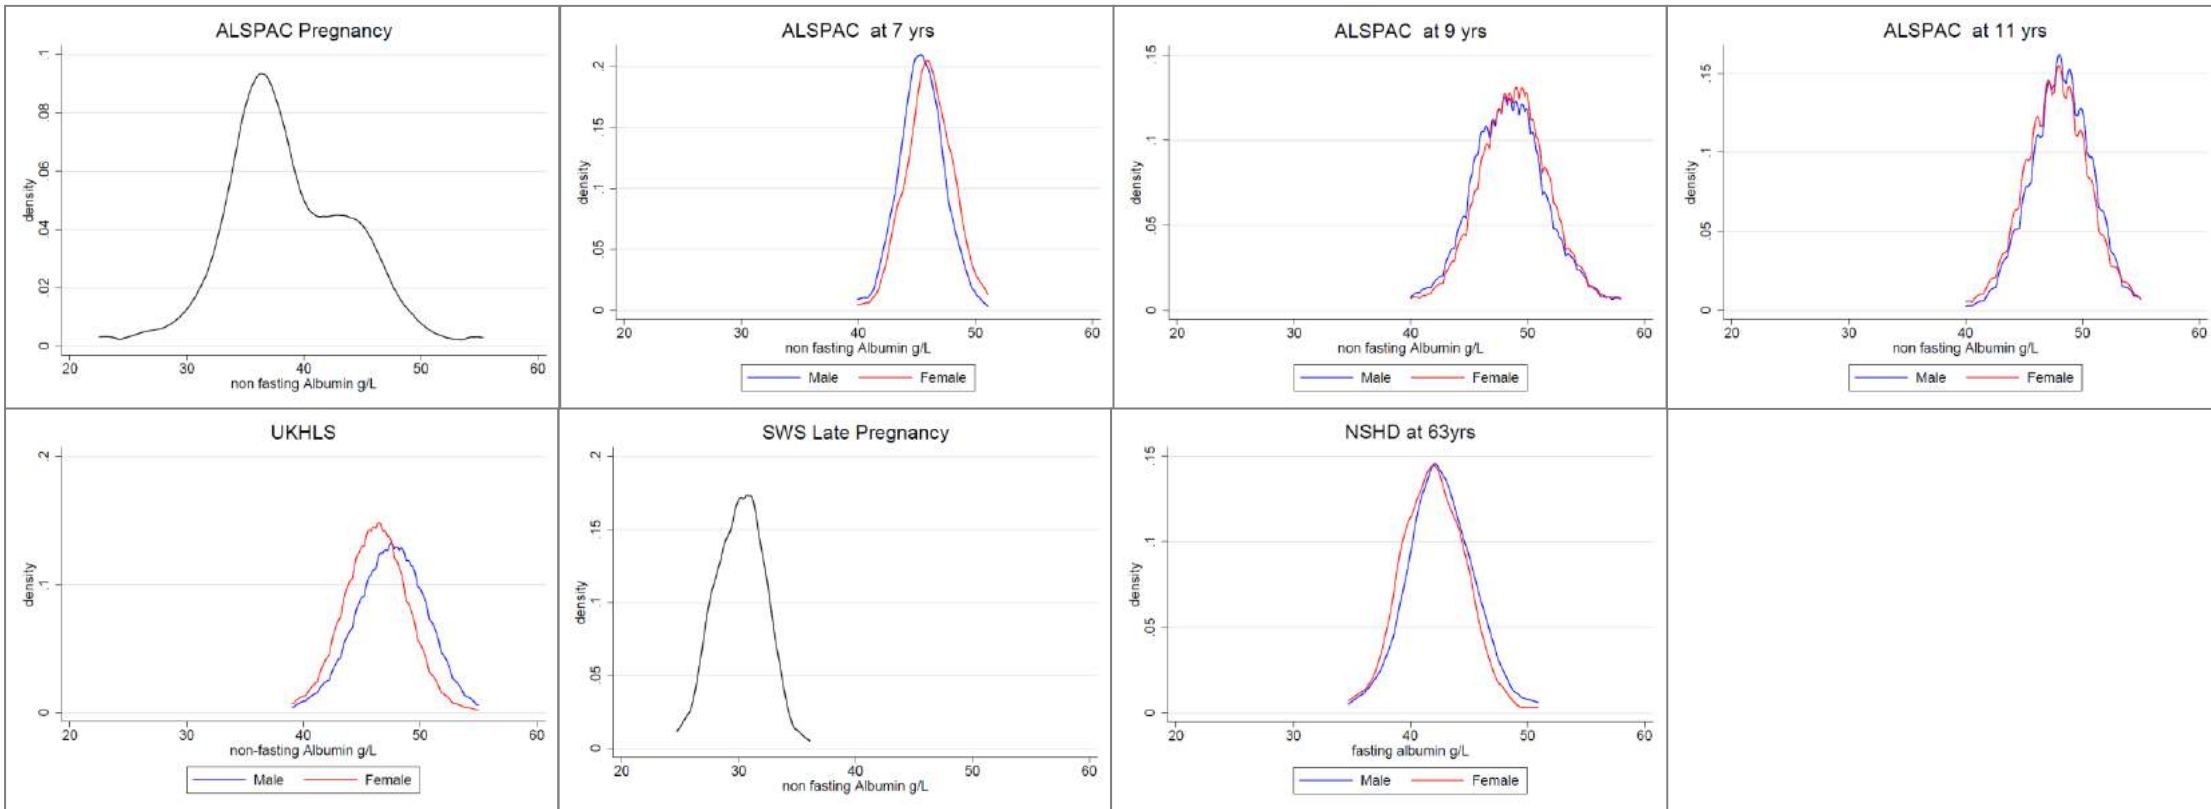 ALSPAC Pregnancy
density
0 .02 .04 .06 .08 .1
20 30 40 50 60
non fasting Albumin g/L
ALSPAC at 7 yrs
density
0 .05 .1 .15 .2
20 30 40 50 60
non fasting Albumin g/L
Male Female
ALSPAC at 9 yrs
density
0 .05 .1 .15
20 30 40 50 60
non fasting Albumin g/L
Male Female
ALSPAC at 11 yrs
density
0 .05 .1 .15
20 30 40 50 60
non fasting Albumin g/L
Male Female
UKHLS
density
0 .1 .2
20 30 40 50 60
non-fasting Albumin g/L
Male Female
SWS Late Pregnancy
density
0 .05 .1 .15 .2
20 30 40 50 60
non fasting Albumin g/L
NSHD at 63yrs
density
0 .05 .1 .15
20 30 40 50 60
fasting albumin g/L
Male Female